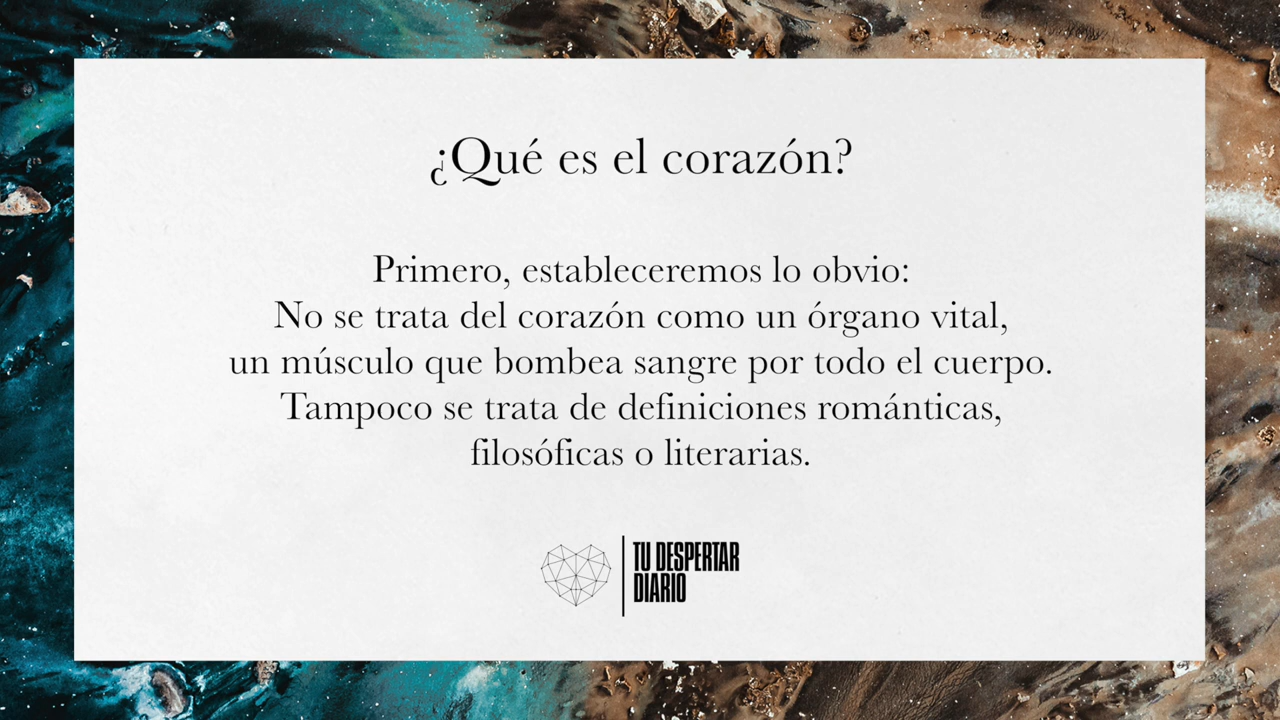 ¿Qué es el corazón?
Primero, estableceremos lo obvio:
No se trata del corazón como un órgano vital,
un músculo que bombea sangre por todo el cuerpo.
Tampoco se trata de definiciones románticas,
filosóficas o literarias.
TU DESPERTAR
DIARIO